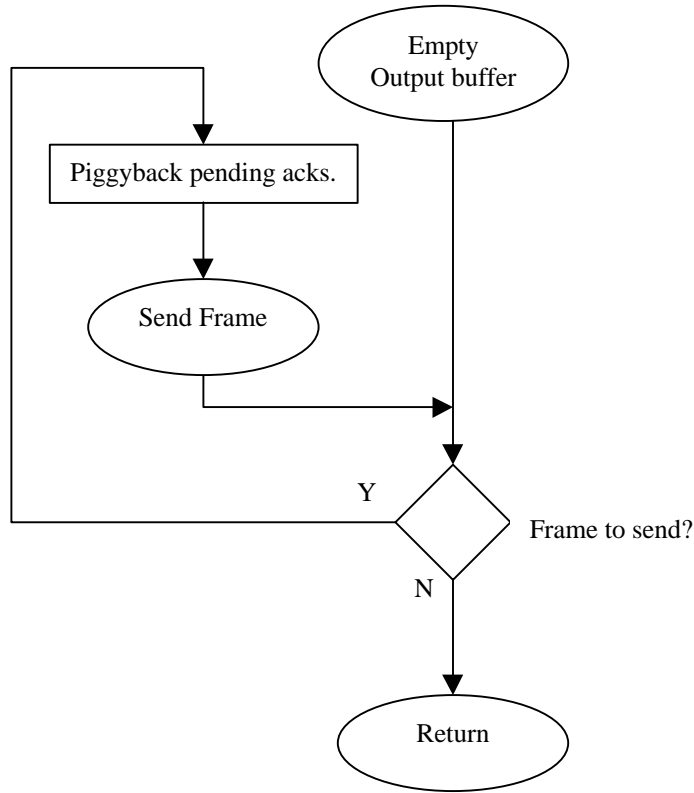 Empty
Output buffer
Piggyback pending acks.
Send Frame
Y
Frame to send?
N
Return